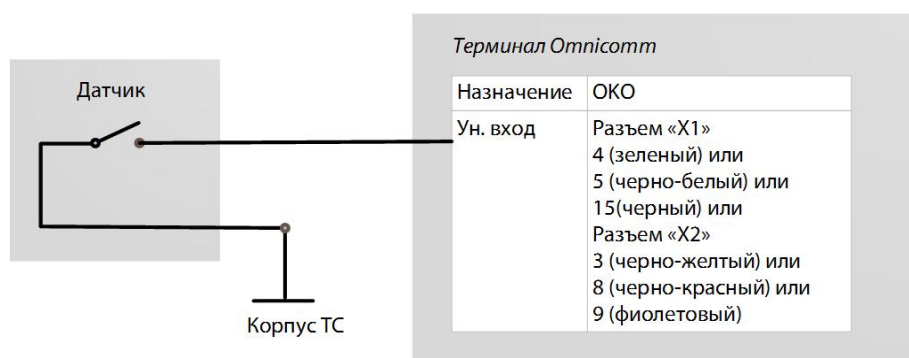 Терминал Omnicomm
Датчик
Назначение ОКО
Ун. вход Разъем «X1»
4 (зеленый) или
5 (черно-белый) или
15(черный) или
Разъем «X2»
3 (черно-желтый) или
8 (черно-красный) или
9 (фиолетовый)
Корпус ТС